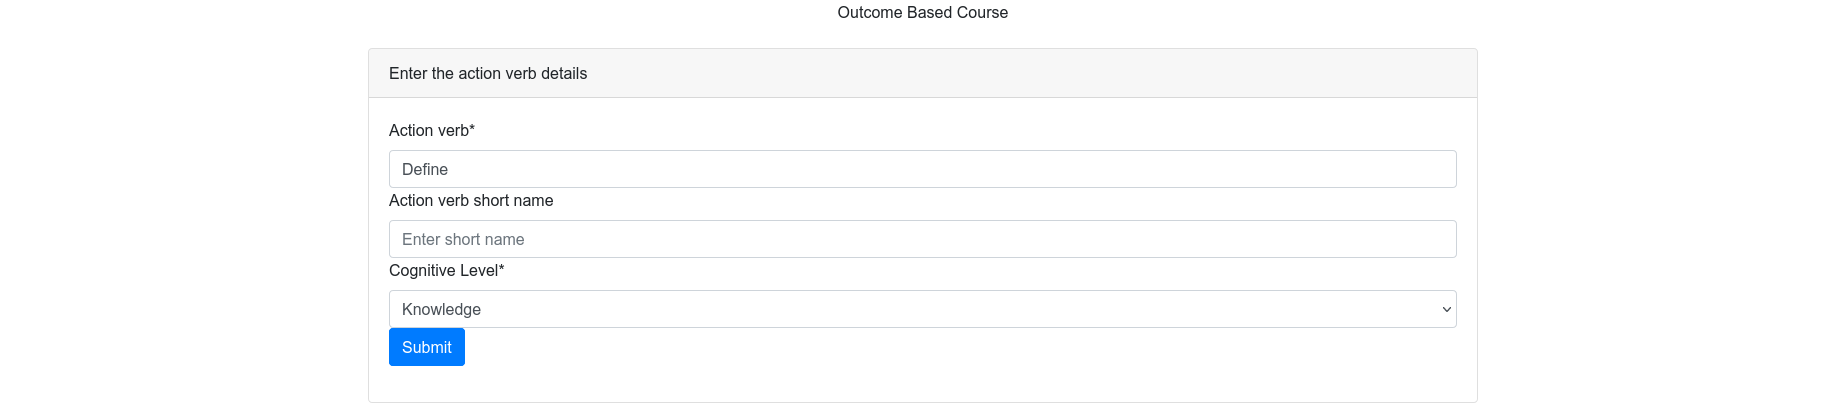 Outcome Based Course
Enter the action verb details
Action verb*
Define
Action verb short name
Enter short name
Cognitive Level*
Knowledge
Submit